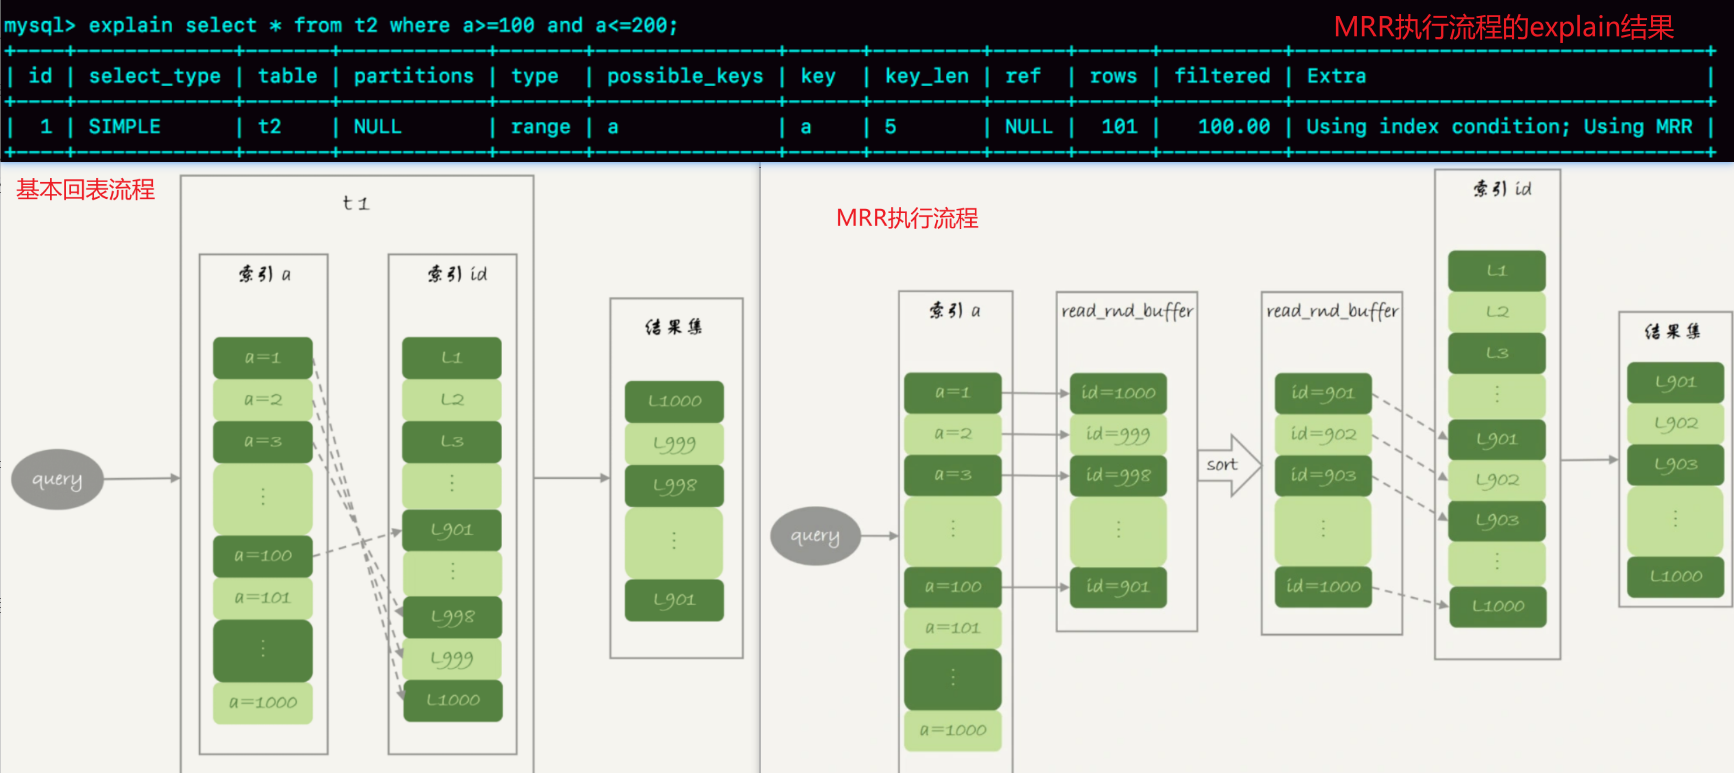 mysql> explain select * from t2 where a>=100 and a<=200;
MRR执行流程的explain结果
| id | select_type | table | partitions | type | possible_keys | key | key_len | ref | rows | filtered | Extra |
| 1 | SIMPLE | t2 | NULL | range | a | a | 5 | NULL | 101 | 100.00 | Using index condition; Using MRR |
基本回表流程
t1
索引 a
a=1
a=2
a=3
⋮
a=100
a=101
⋮
a=1000
索引 id
L1
L2
L3
⋮
L901
⋮
L998
L999
L1000
query
结果集
L1000
L999
L998
⋮
L901
MRR执行流程
query
索引 a
a=1
a=2
a=3
⋮
a=100
a=101
⋮
a=1000
read_rnd_buffer
id=1000
id=999
id=998
⋮
id=901
sort
read_rnd_buffer
id=901
id=902
id=903
⋮
id=1000
索引 id
L1
L2
L3
⋮
L901
L902
L903
⋮
L1000
结果集
L901
L902
L903
⋮
L1000